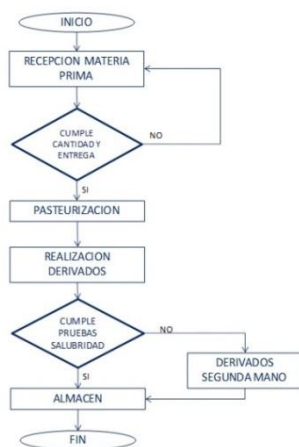 INICIO
RECEPCION MATERIA
PRIMA
CUMPLE
CANTIDAD Y
ENTREGA
NO
SI
PASTEURIZACION
REALIZACION
DERIVADOS
CUMPLE
PRUEBAS
SALUBRIDAD
NO
SI
DERIVADOS
SEGUNDA MANO
ALMACEN
FIN